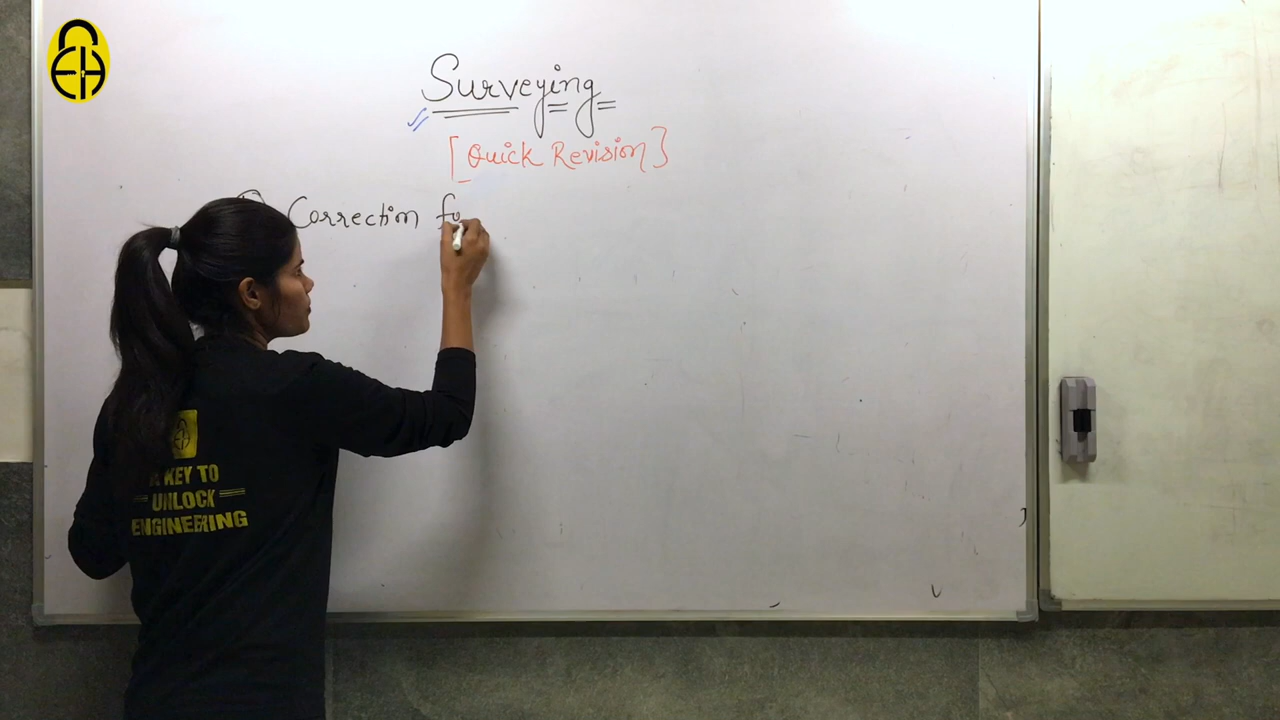 Surveying
[Quick Revision]
Correction fo
KEY TO
UNLOCK
ENGINEERING